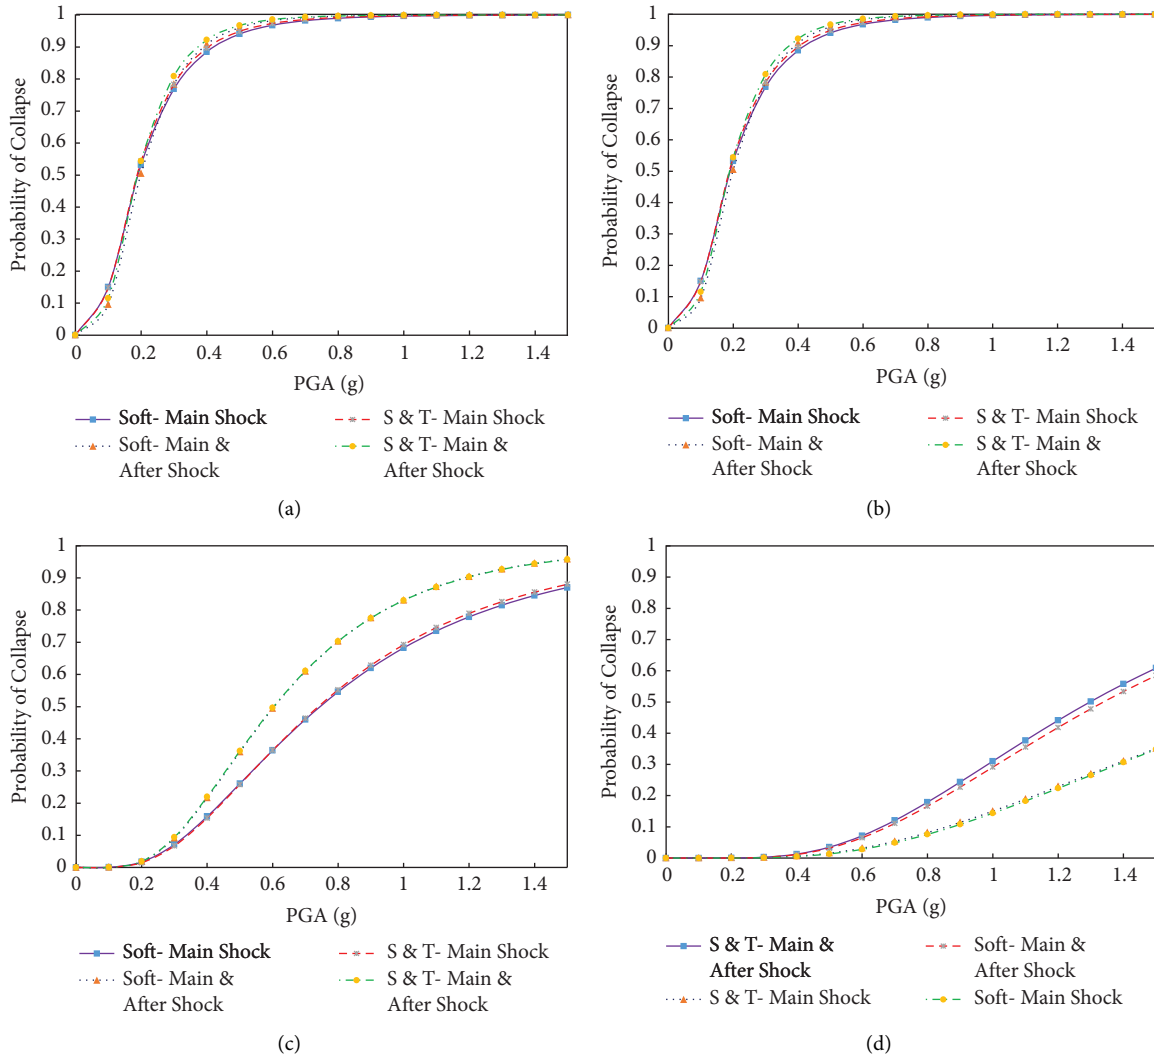 1
0.9
0.8
0.7
0.6
0.5
0.4
0.3
0.2
0.1
0
Probability of Collapse
0 0.2 0.4 0.6 0.8 1 1.2 1.4
PGA (g)
Soft- Main Shock
S & T- Main Shock
Soft- Main &
After Shock
S & T- Main &
After Shock
(a)
1
0.9
0.8
0.7
0.6
0.5
0.4
0.3
0.2
0.1
0
Probability of Collapse
0 0.2 0.4 0.6 0.8 1 1.2 1.4
PGA (g)
Soft- Main Shock
S & T- Main Shock
Soft- Main &
After Shock
S & T- Main &
After Shock
(b)
1
0.9
0.8
0.7
0.6
0.5
0.4
0.3
0.2
0.1
0
Probability of Collapse
0 0.2 0.4 0.6 0.8 1 1.2 1.4
PGA (g)
Soft- Main Shock
S & T- Main Shock
Soft- Main &
After Shock
S & T- Main &
After Shock
(c)
1
0.9
0.8
0.7
0.6
0.5
0.4
0.3
0.2
0.1
0
Probability of Collapse
0 0.2 0.4 0.6 0.8 1 1.2 1.4
PGA (g)
S & T- Main &
After Shock
Soft- Main &
After Shock
S & T- Main Shock
Soft- Main Shock
(d)